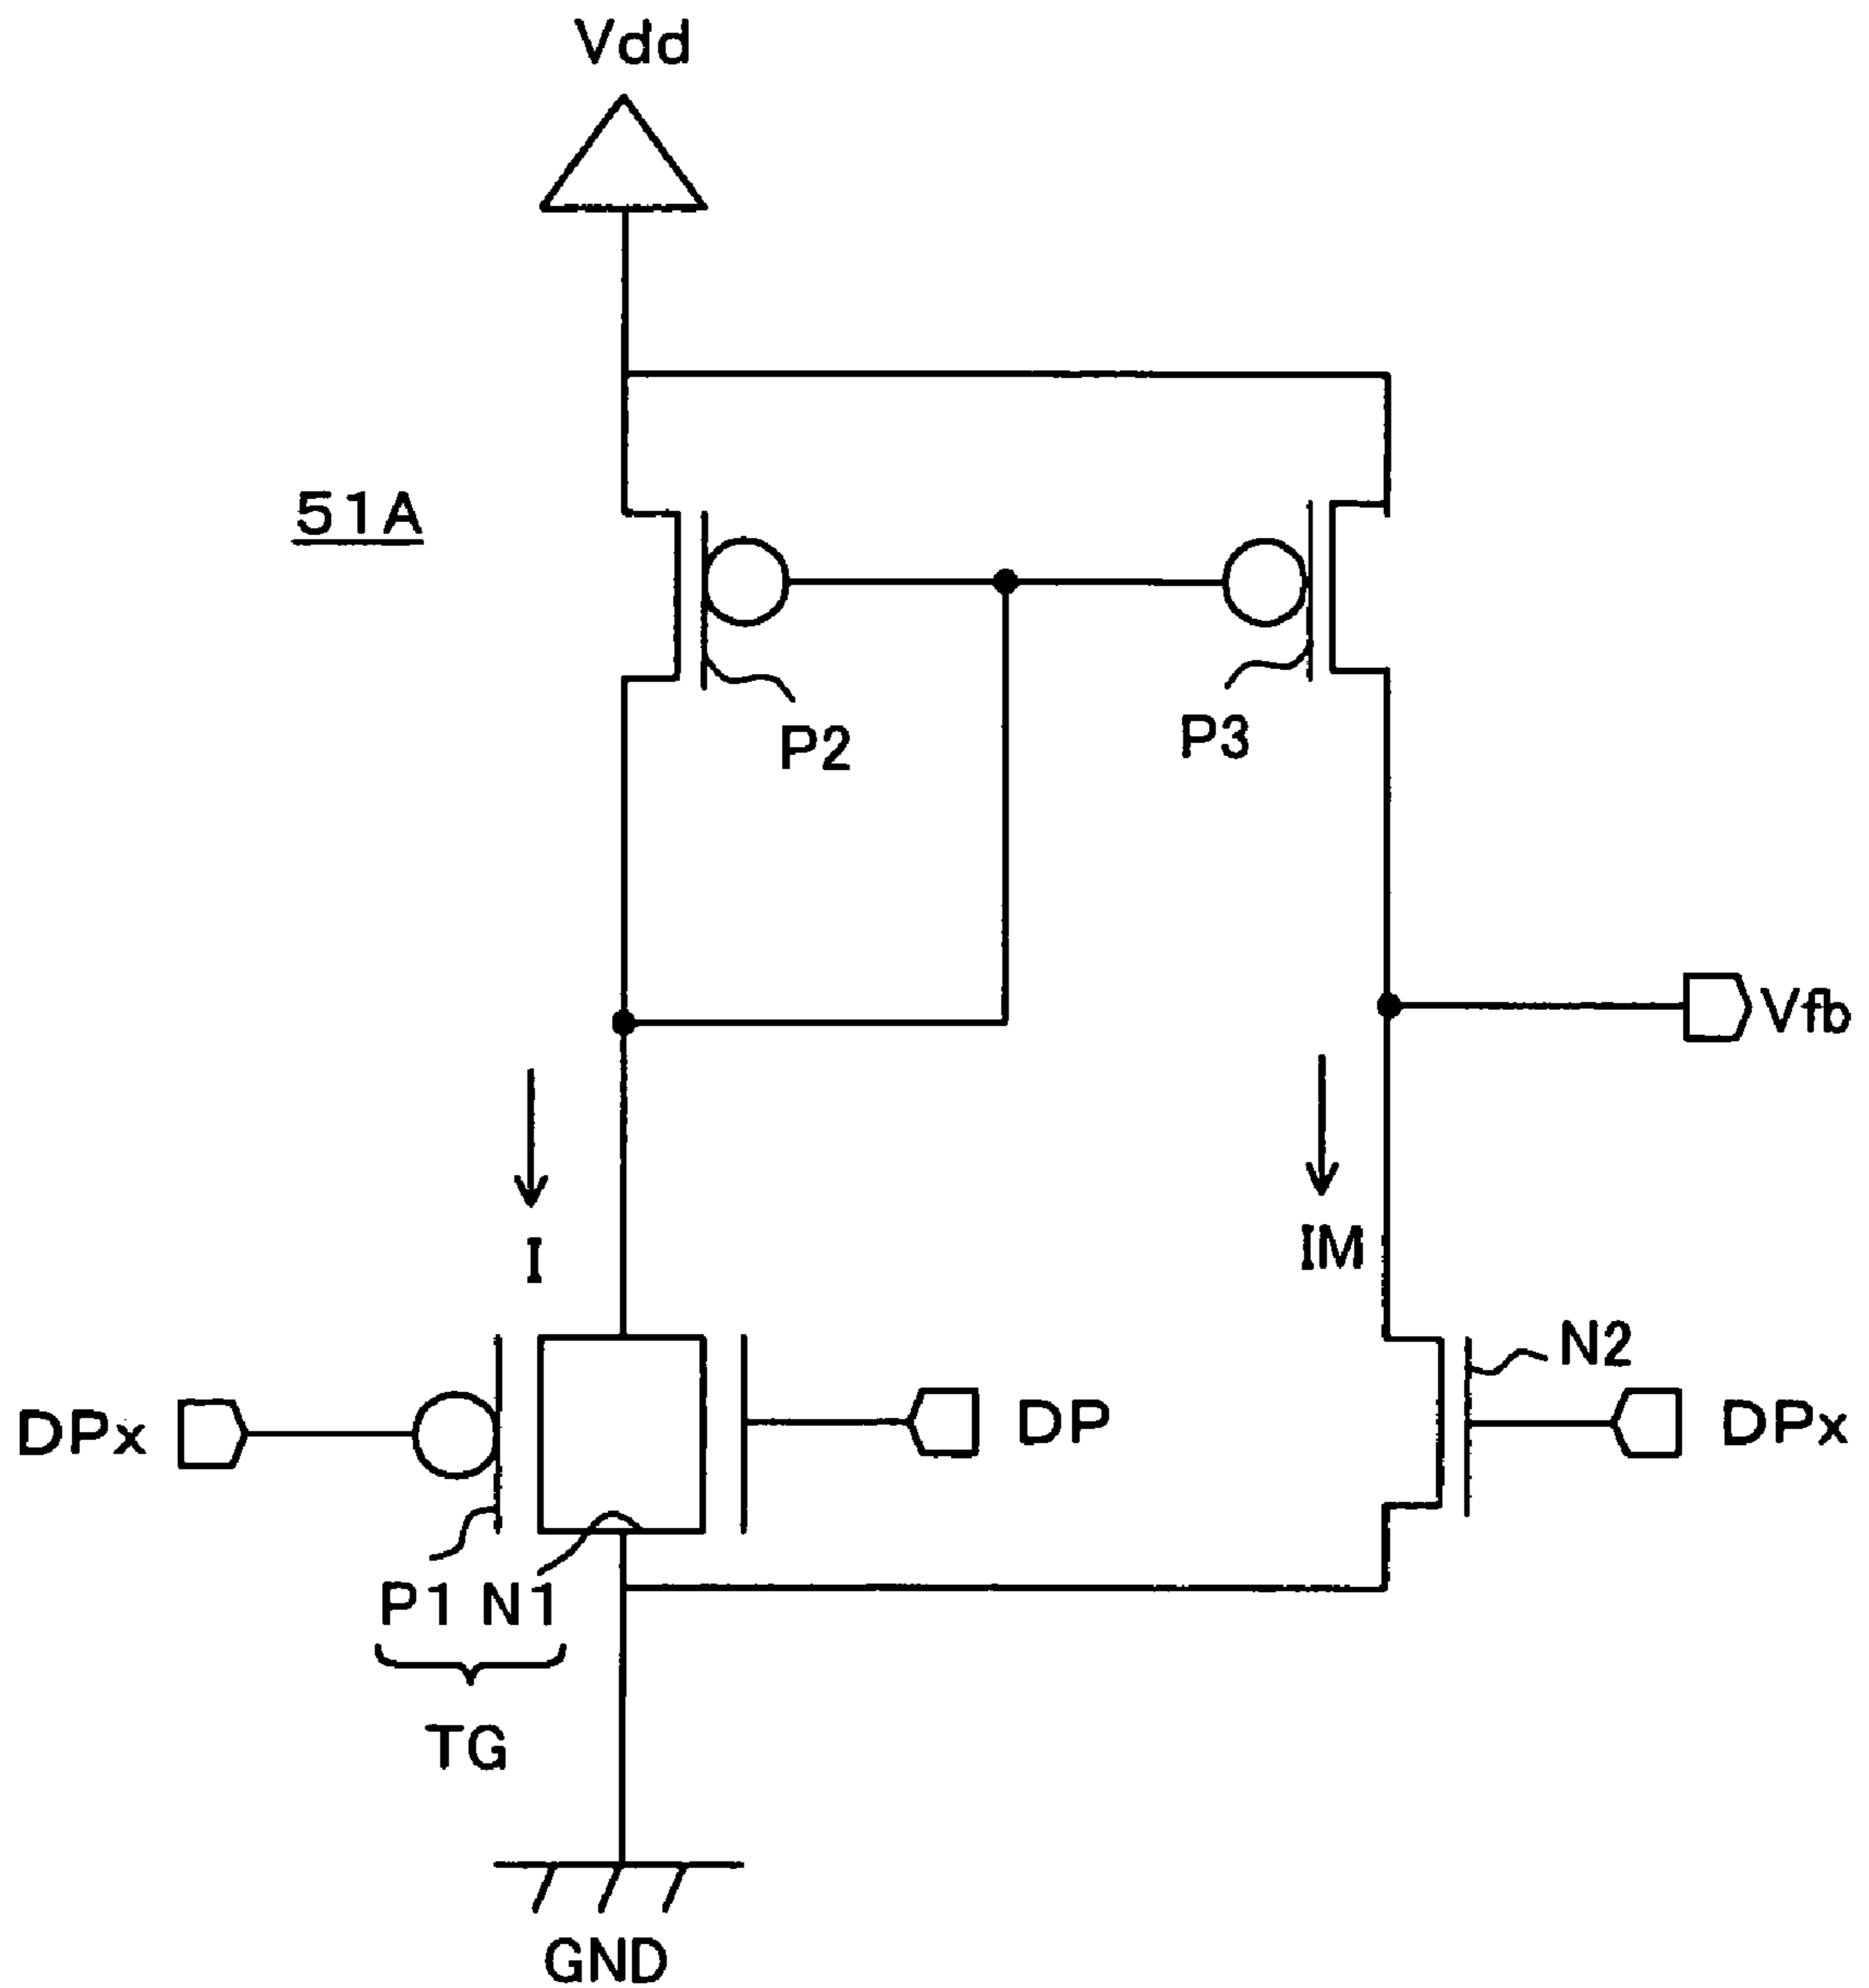 Vdd
51A
P2
P3
Vfb
I
IM
N2
DPx
DP
DPx
P1 N1
TG
GND